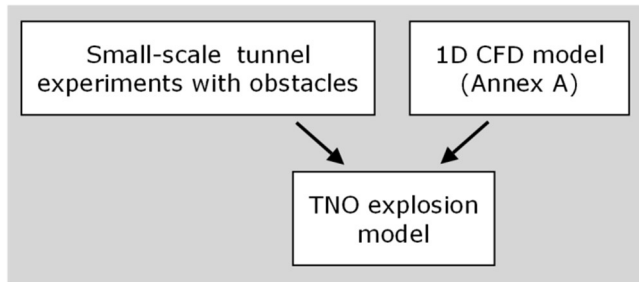 Small-scale tunnel
experiments with obstacles
1D CFD model
(Annex A)
TNO explosion
model